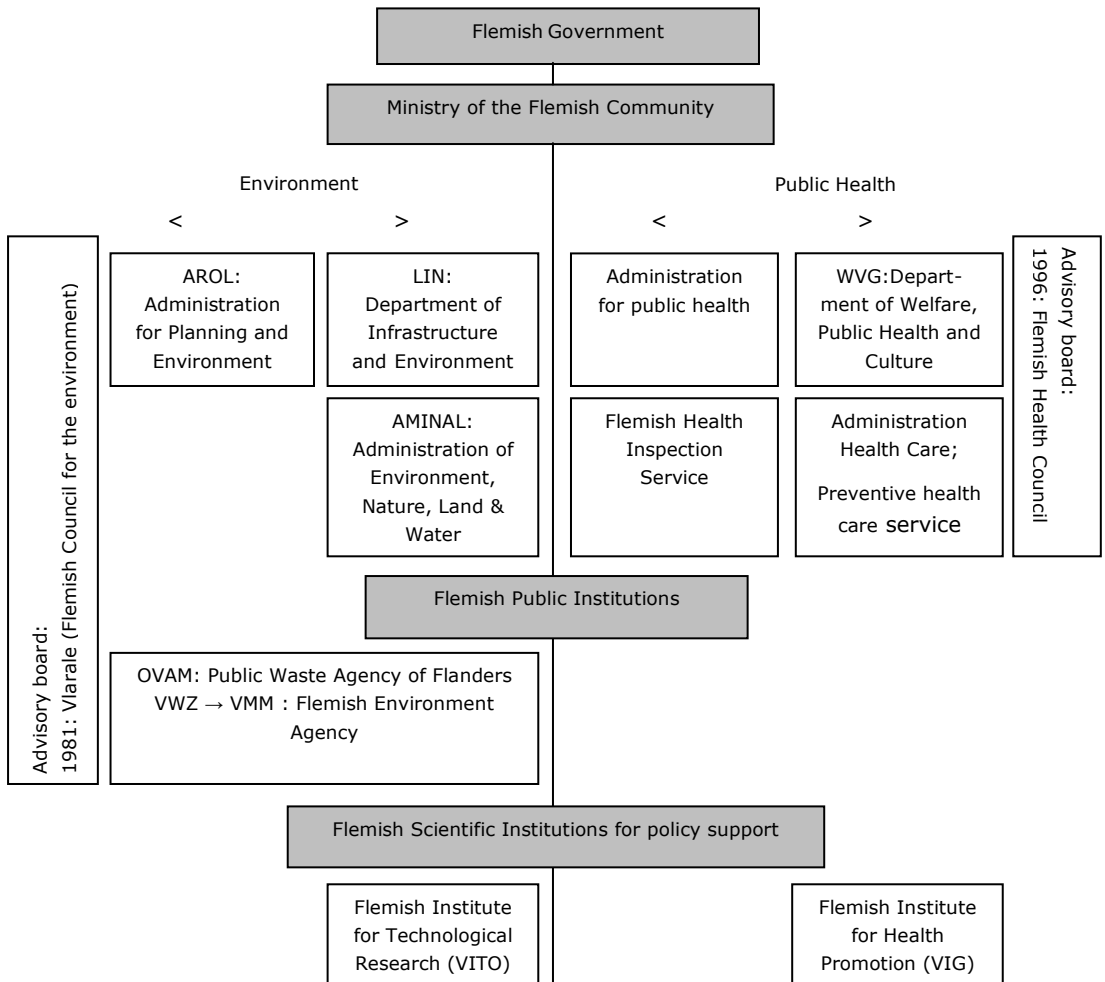 Flemish Government
Ministry of the Flemish Community
Environment
Public Health
<
>
<
>
Advisory board:
1981: Vlarale (Flemish Council for the environment)
AROL:
Administration
for Planning and
Environment
LIN:
Department of
Infrastructure
and Environment
Administration
for public health
WVG:Depart-
ment of Welfare,
Public Health and
Culture
Advisory board:
1996: Flemish Health Council
AMINAL:
Administration of
Environment,
Nature, Land &
Water
Flemish Health
Inspection
Service
Administration
Health Care;
Preventive health
care service
Flemish Public Institutions
OVAM: Public Waste Agency of Flanders
VWZ → VMM : Flemish Environment
Agency
Flemish Scientific Institutions for policy support
Flemish Institute
for Technological
Research (VITO)
Flemish Institute
for Health
Promotion (VIG)